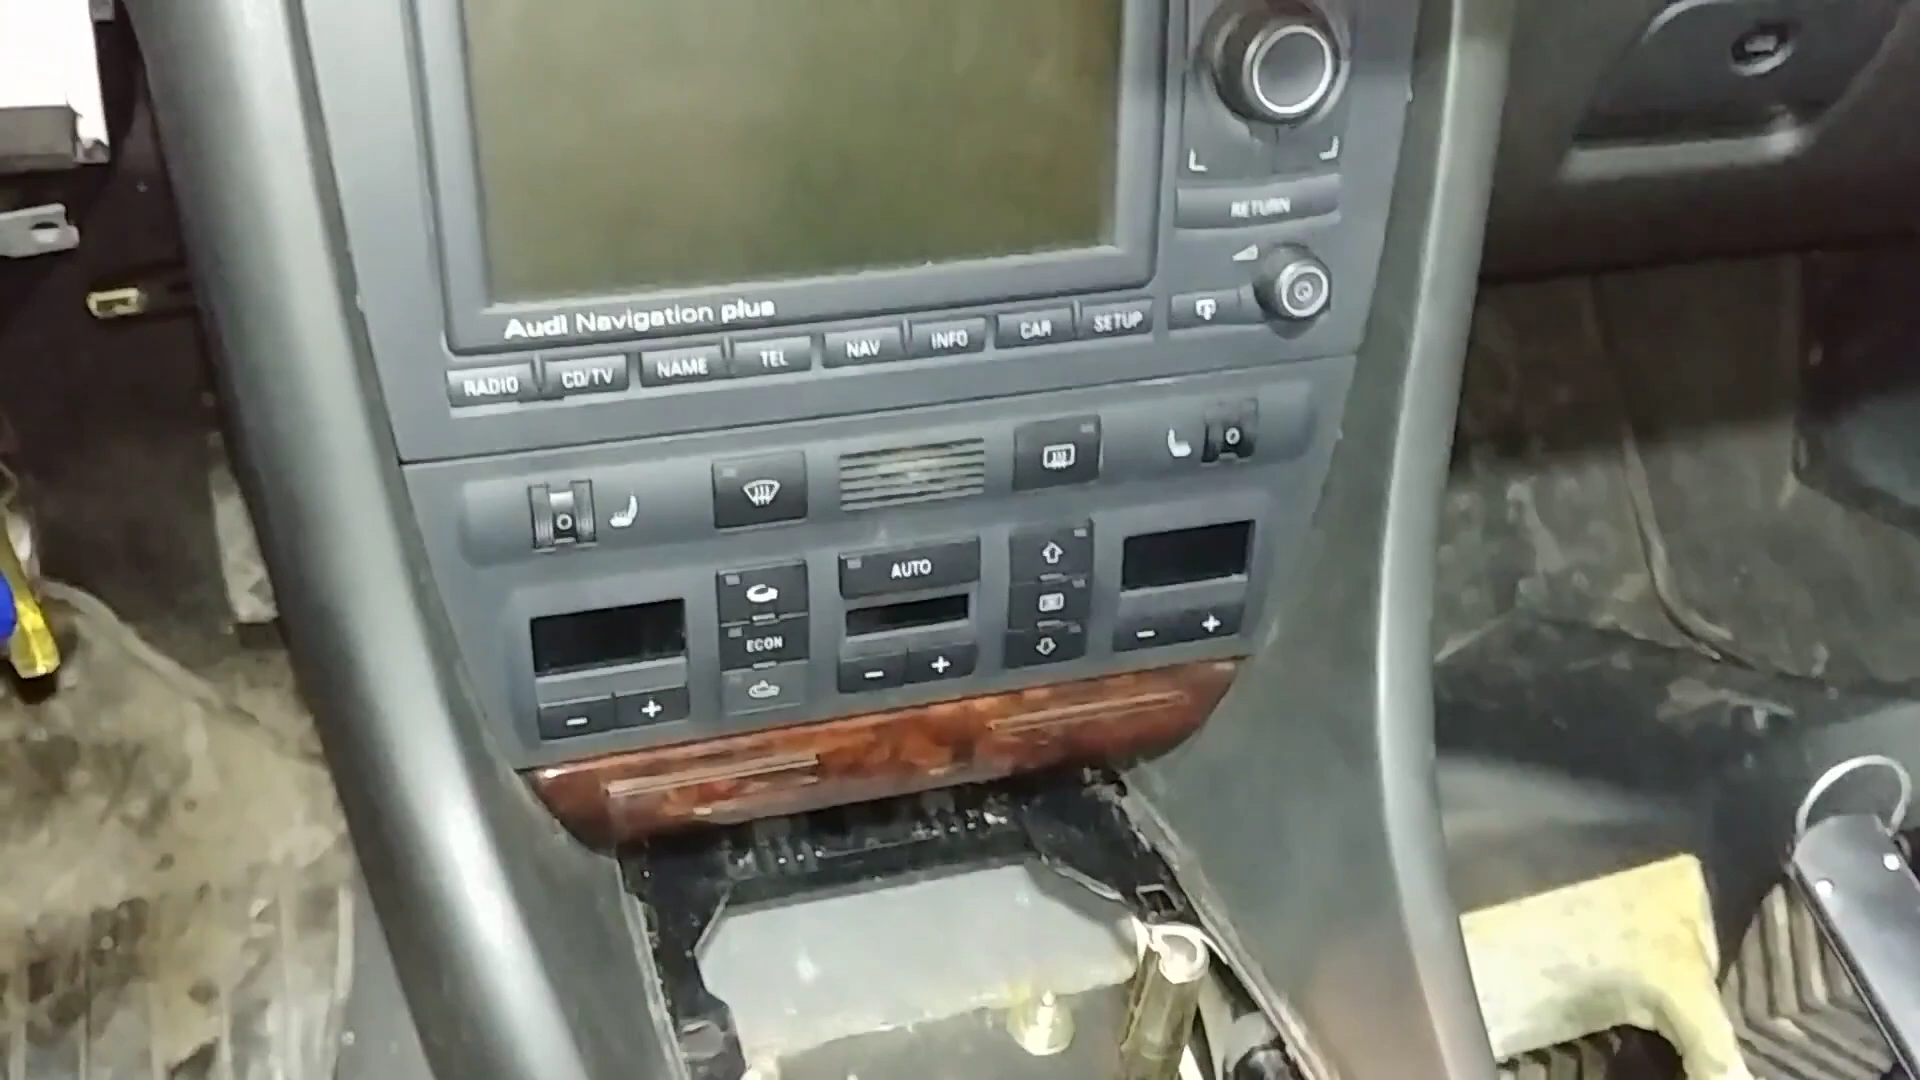 RETURN
Audi Navigation plus
RADIO CD/TV NAME TEL NAV INFO CAR SETUP
AUTO
ECON
- +
- +
- +